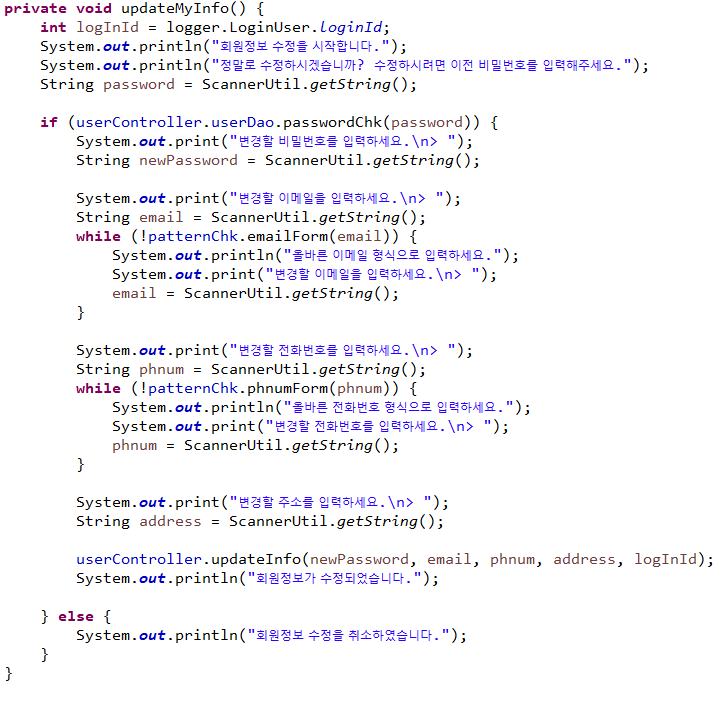 private void updateMyInfo() {
    int logInId = logger.LoginUser.loginId;
    System.out.println("회원정보 수정을 시작합니다.");
    System.out.println("정말로 수정하시겠습니까? 수정하시려면 이전 비밀번호를 입력해주세요.");
    String password = ScannerUtil.getString();

    if (userController.userDao.passwordChk(password)) {
        System.out.print("변경할 비밀번호를 입력하세요.\n> ");
        String newPassword = ScannerUtil.getString();

        System.out.print("변경할 이메일을 입력하세요.\n> ");
        String email = ScannerUtil.getString();
        while (!patternChk.emailForm(email)) {
            System.out.println("올바른 이메일 형식으로 입력하세요.");
            System.out.print("변경할 이메일을 입력하세요.\n> ");
            email = ScannerUtil.getString();
        }

        System.out.print("변경할 전화번호를 입력하세요.\n> ");
        String phnum = ScannerUtil.getString();
        while (!patternChk.phnumForm(phnum)) {
            System.out.println("올바른 전화번호 형식으로 입력하세요.");
            System.out.print("변경할 전화번호를 입력하세요.\n> ");
            phnum = ScannerUtil.getString();
        }

        System.out.print("변경할 주소를 입력하세요.\n> ");
        String address = ScannerUtil.getString();

        userController.updateInfo(newPassword, email, phnum, address, logInId);
        System.out.println("회원정보가 수정되었습니다.");

    } else {
        System.out.println("회원정보 수정을 취소하였습니다.");
    }
}